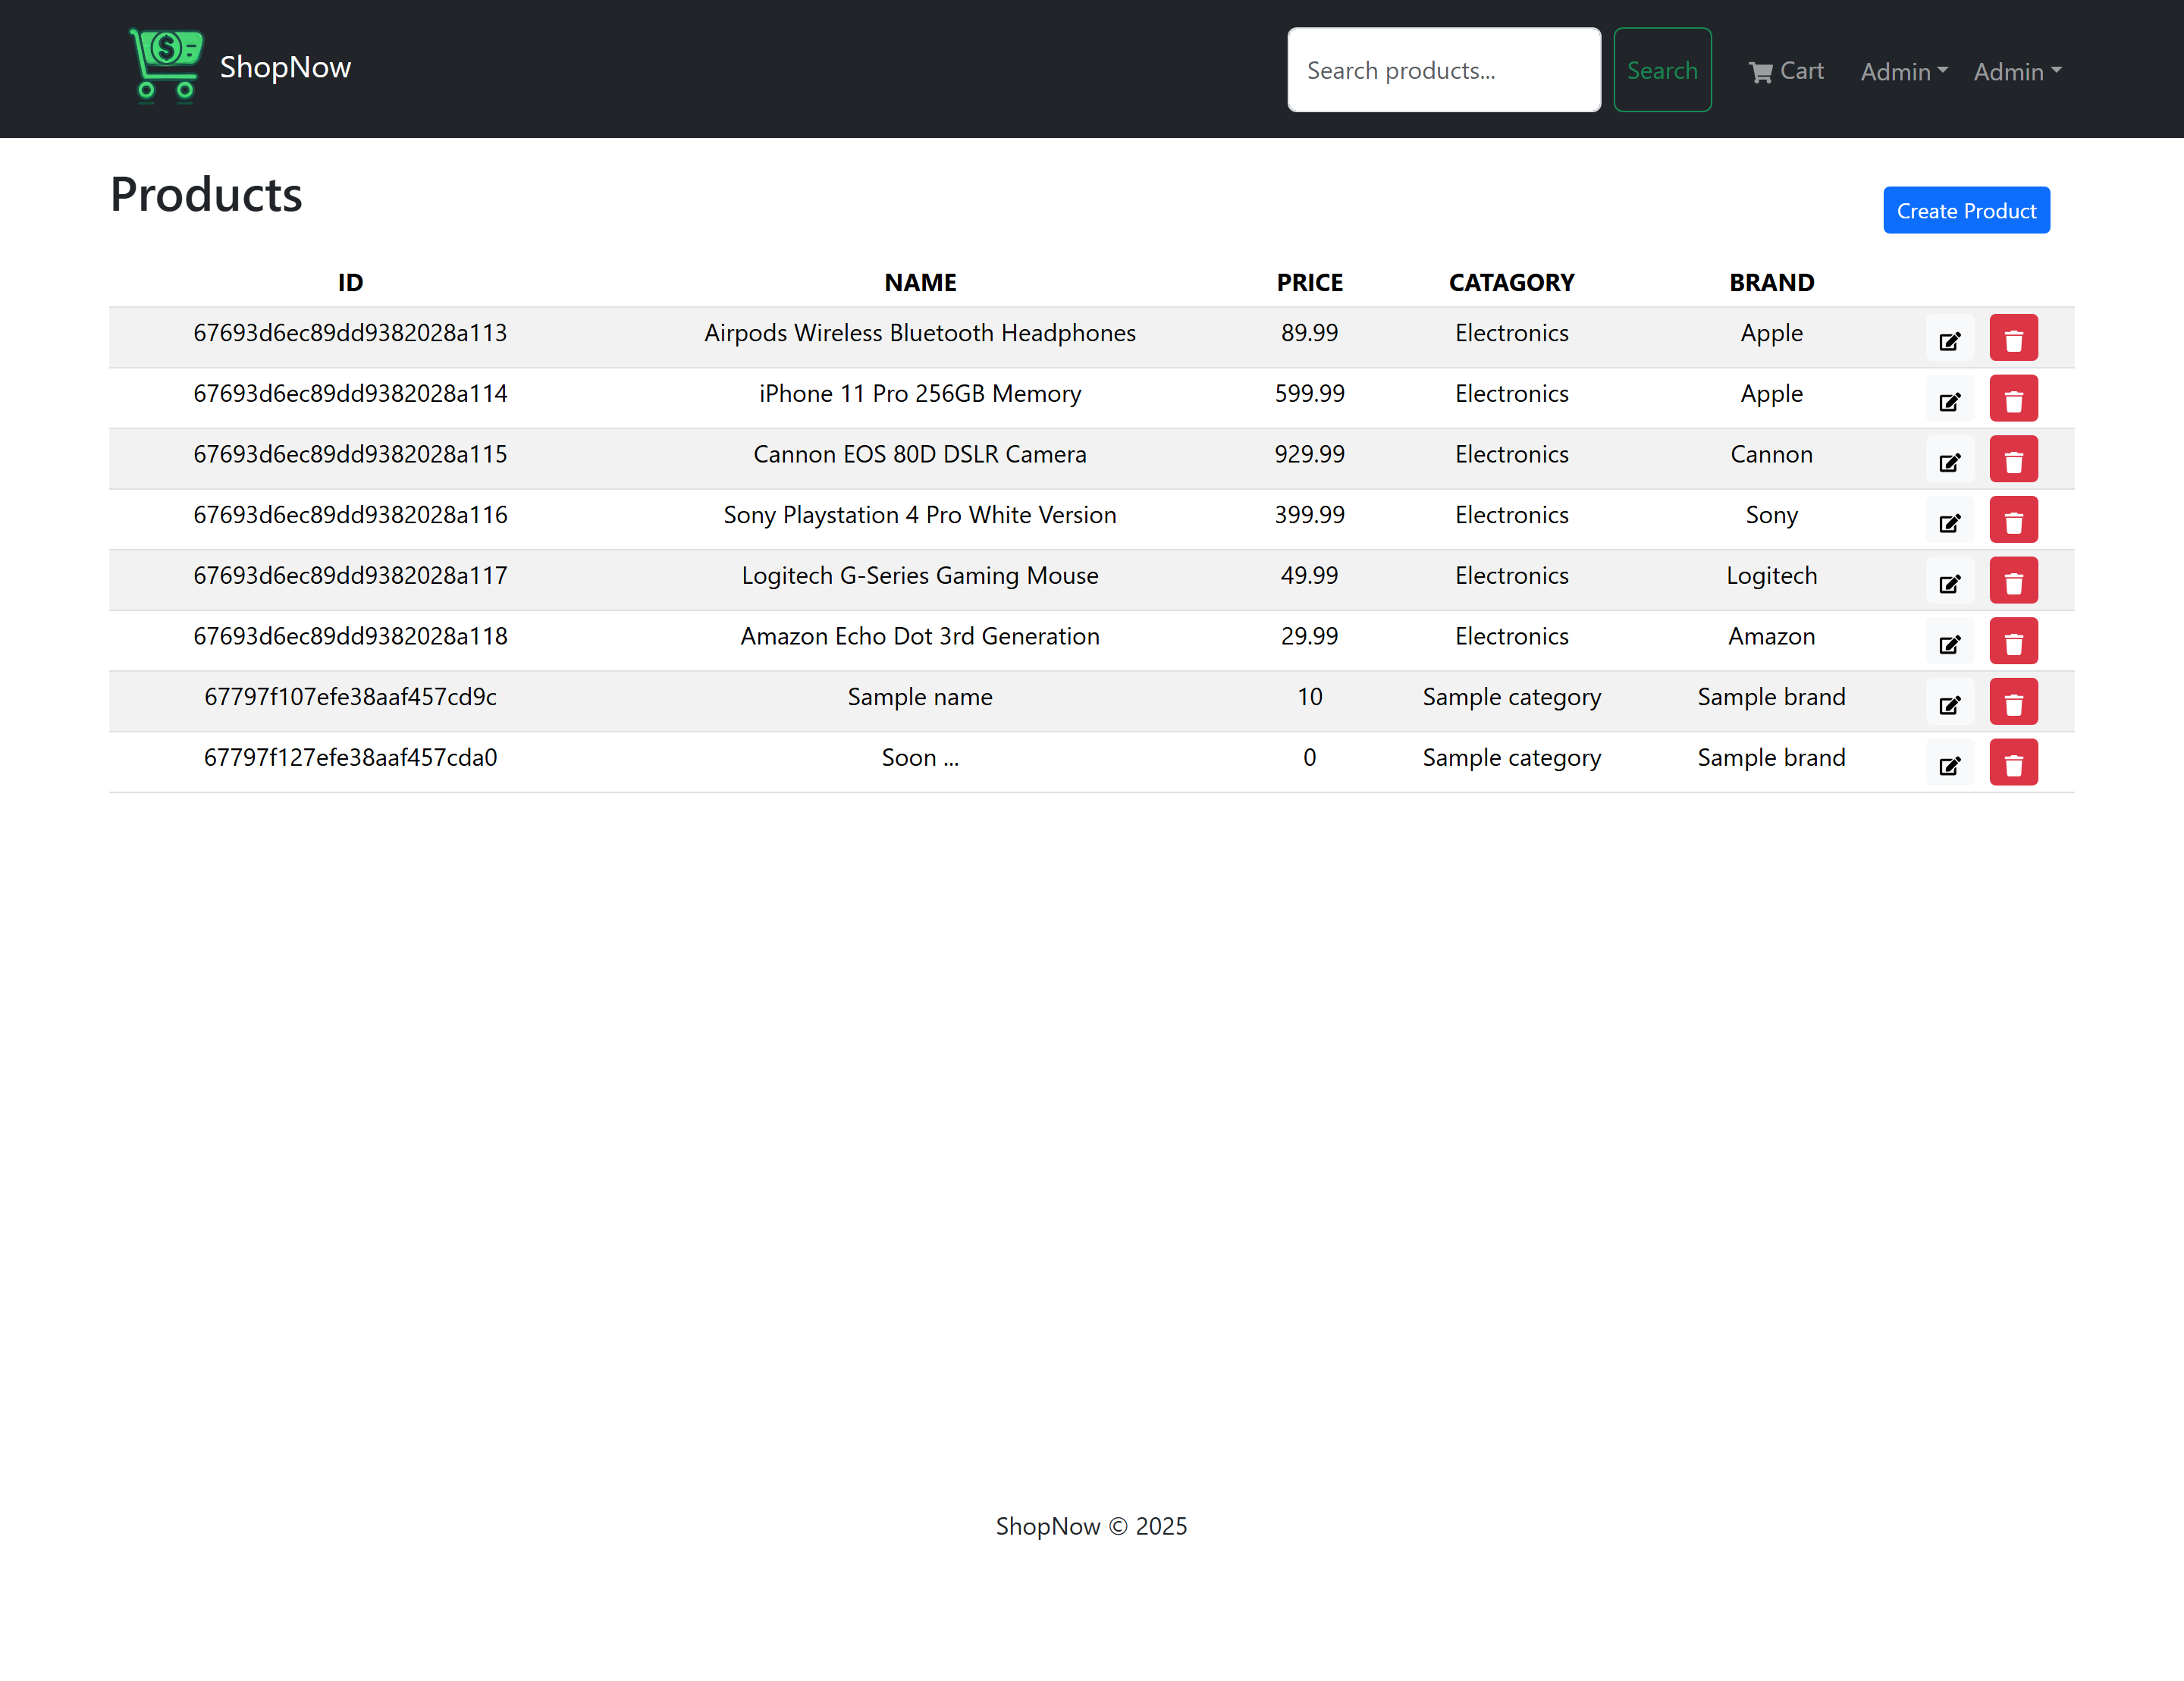 ShopNow
Search products...
Search
Cart
Admin
Admin
Products
Create Product
ID NAME PRICE CATAGORY BRAND
67693d6ec89dd9382028a113 Airpods Wireless Bluetooth Headphones 89.99 Electronics Apple
67693d6ec89dd9382028a114 iPhone 11 Pro 256GB Memory 599.99 Electronics Apple
67693d6ec89dd9382028a115 Cannon EOS 80D DSLR Camera 929.99 Electronics Cannon
67693d6ec89dd9382028a116 Sony Playstation 4 Pro White Version 399.99 Electronics Sony
67693d6ec89dd9382028a117 Logitech G-Series Gaming Mouse 49.99 Electronics Logitech
67693d6ec89dd9382028a118 Amazon Echo Dot 3rd Generation 29.99 Electronics Amazon
67797f107efe38aaf457cd9c Sample name 10 Sample category Sample brand
67797f127efe38aaf457cda0 Soon ... 0 Sample category Sample brand
ShopNow © 2025